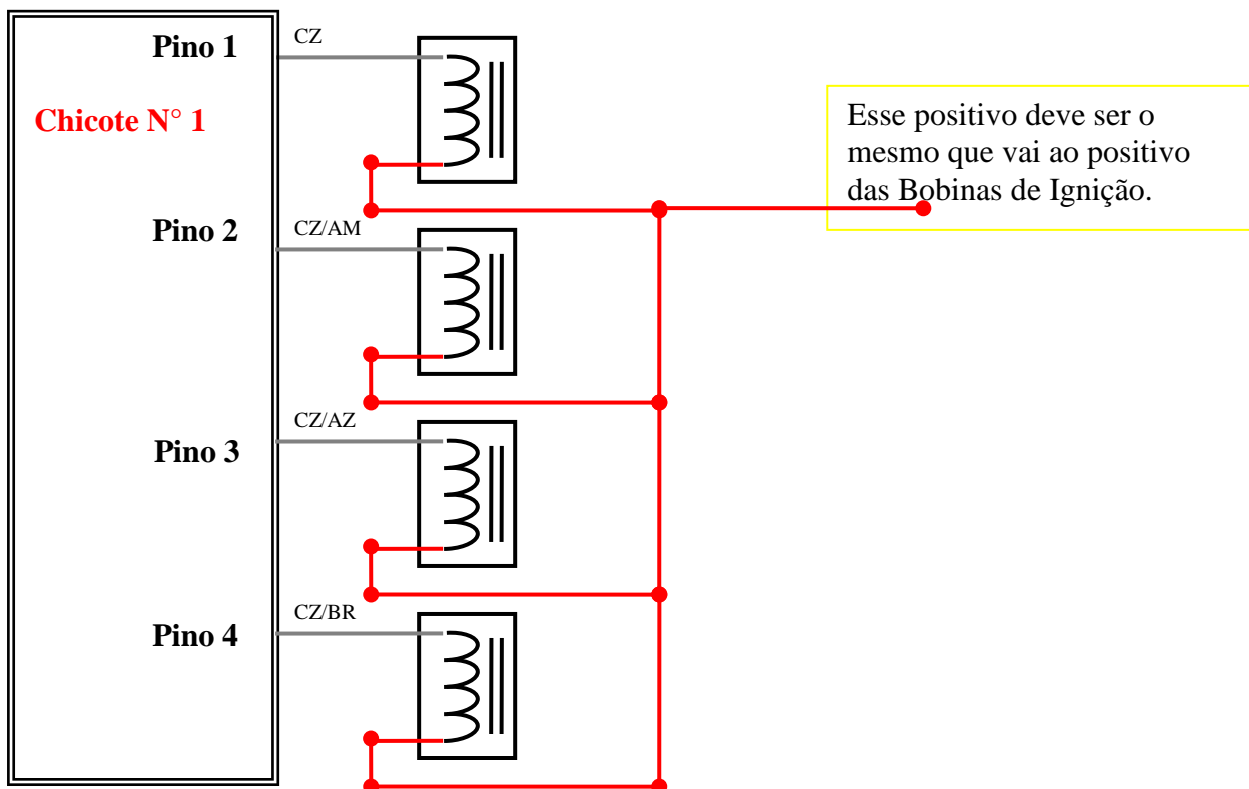 Pino 1
CZ
Chicote N° 1
Esse positivo deve ser o
mesmo que vai ao positivo
das Bobinas de Ignição.
Pino 2
CZ/AM
Pino 3
CZ/AZ
Pino 4
CZ/BR